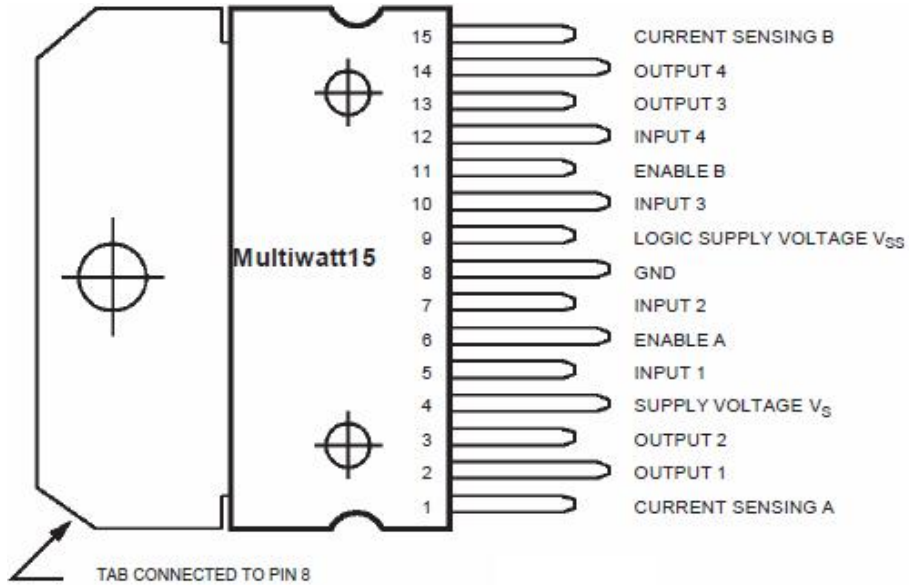 15 CURRENT SENSING B
14 OUTPUT 4
13 OUTPUT 3
12 INPUT 4
11 ENABLE B
10 INPUT 3
9 LOGIC SUPPLY VOLTAGE VSS
Multiwatt15
8 GND
7 INPUT 2
6 ENABLE A
5 INPUT 1
4 SUPPLY VOLTAGE VS
3 OUTPUT 2
2 OUTPUT 1
1 CURRENT SENSING A
TAB CONNECTED TO PIN 8